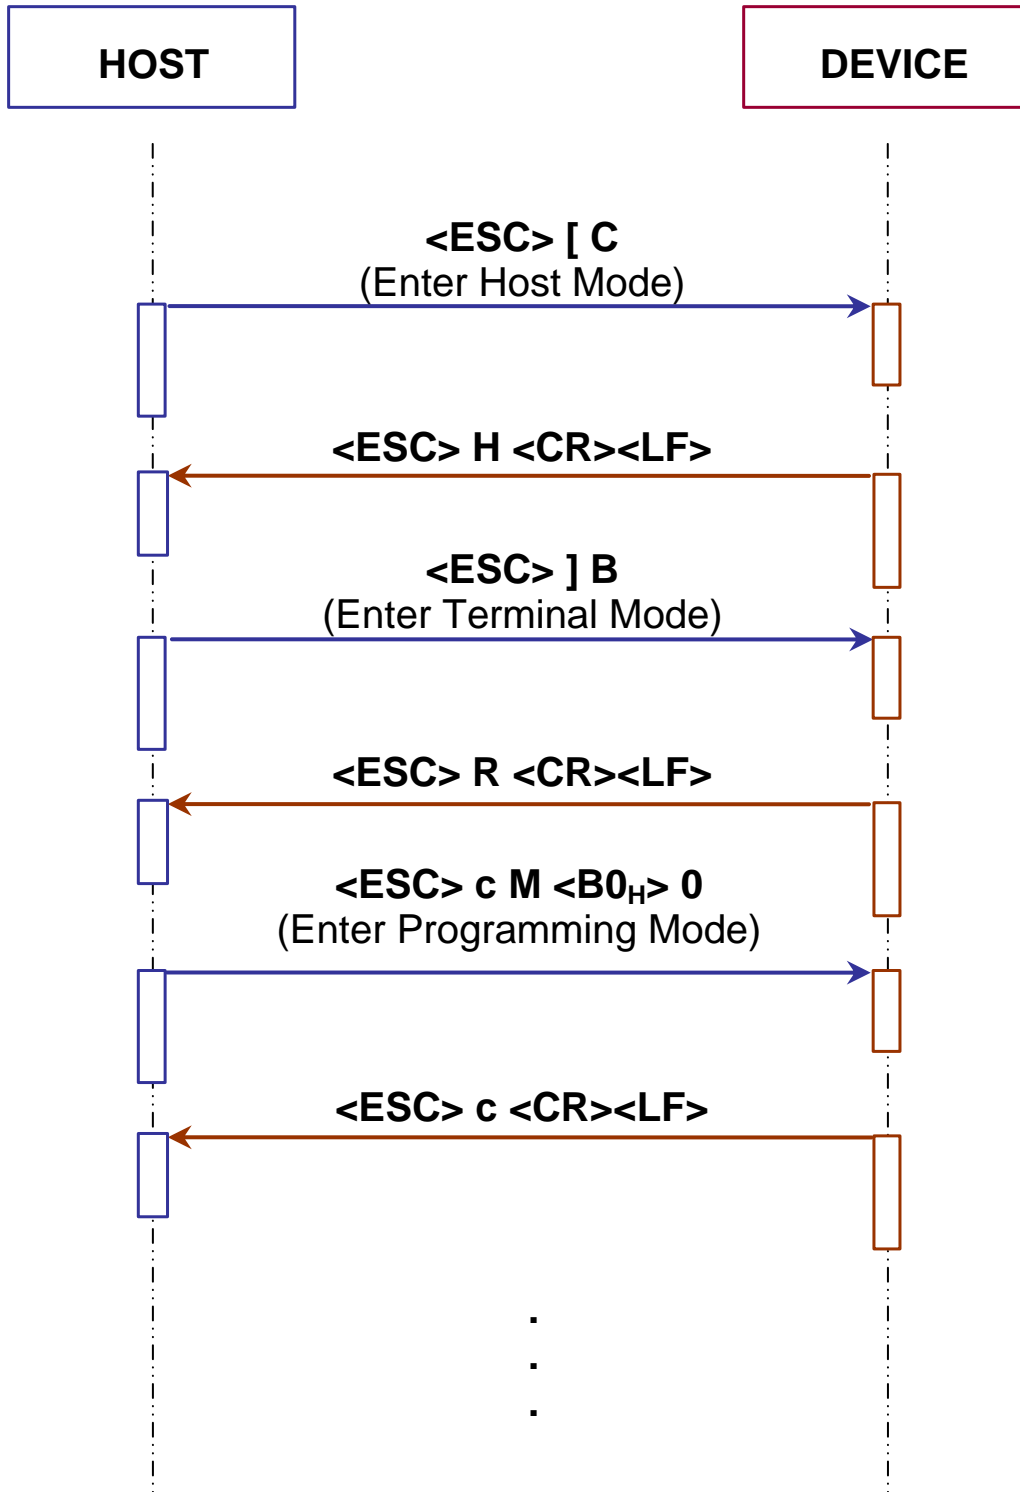 HOST
DEVICE
<ESC> [ C
(Enter Host Mode)
<ESC> H <CR><LF>
<ESC> ] B
(Enter Terminal Mode)
<ESC> R <CR><LF>
<ESC> c M <B0H> 0
(Enter Programming Mode)
<ESC> c <CR><LF>
.
.
.